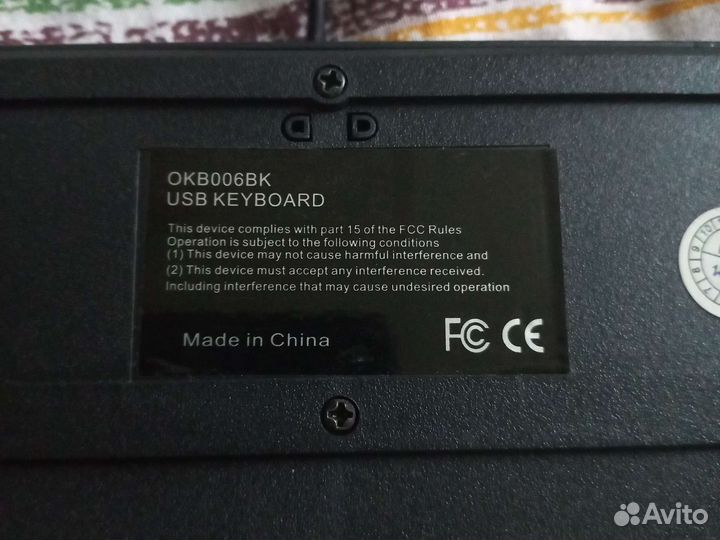 OKB006BK
USB KEYBOARD
This device complies with part 15 of the FCC Rules
Operation is subject to the following conditions
(1) This device may not cause harmful interference and
(2) This device must accept any interference received.
Including interference that may cause undesired operation
Made in China
FC CE
Avito